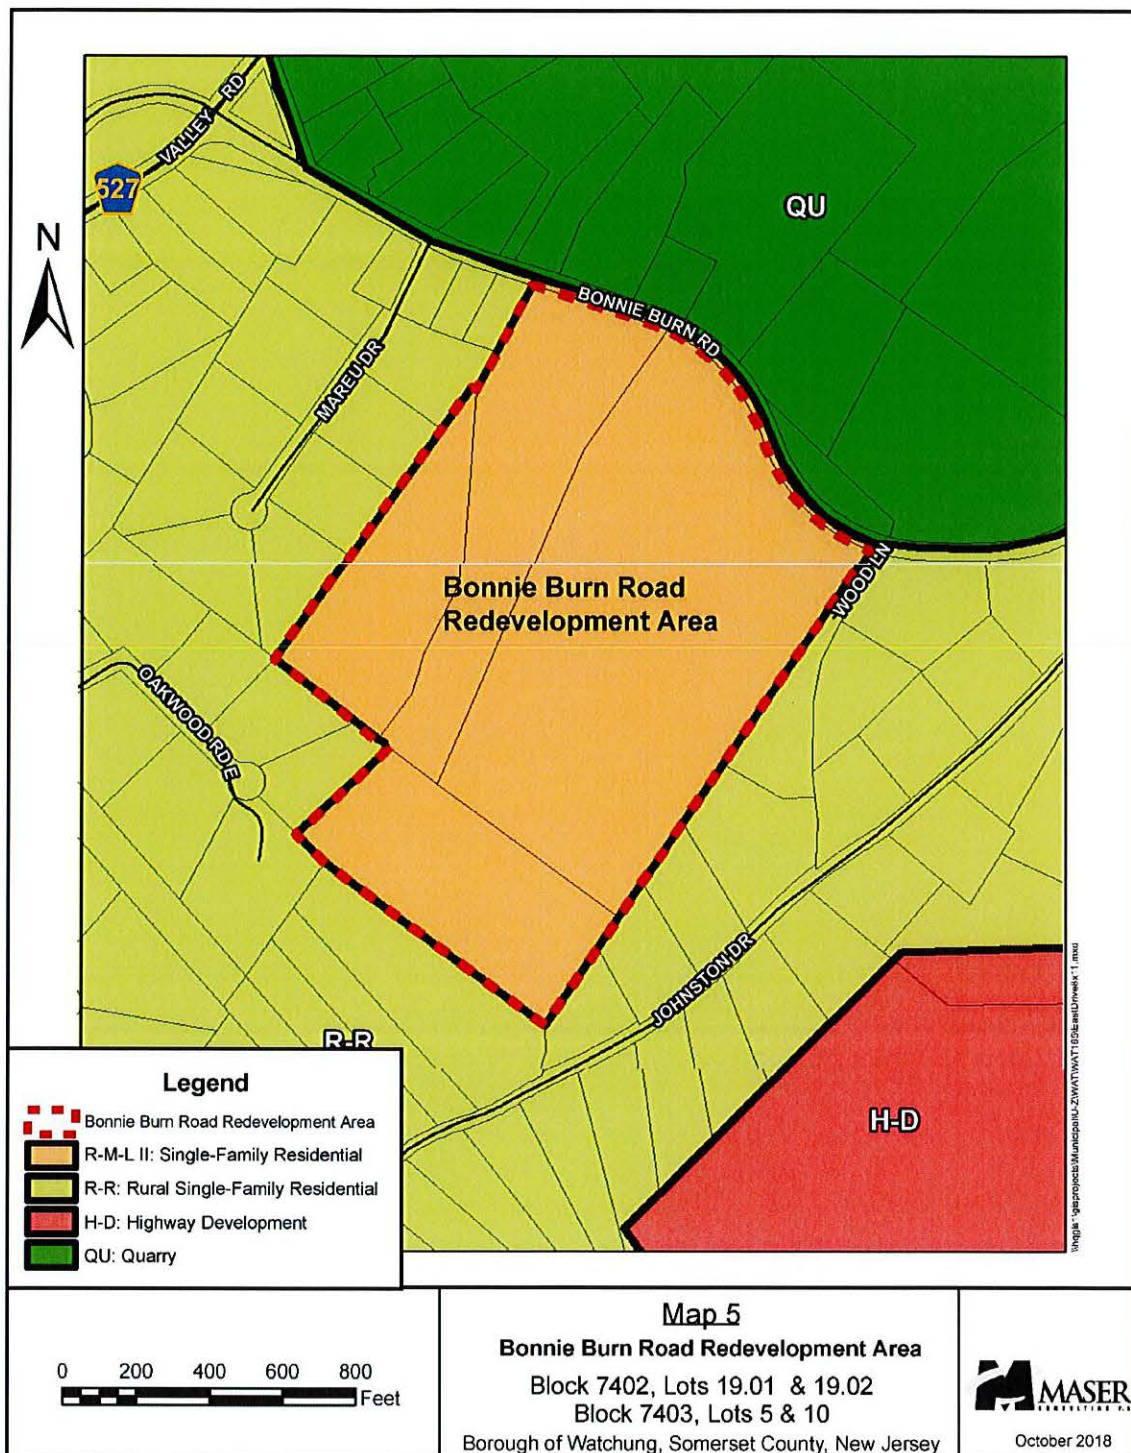 VALLEY RD
527
QU
N
BONNIE BURN RD
MAREU DR
Bonnie Burn Road
Redevelopment Area
WOOD LN
OAKWOOD RD E
JOHNSTON DR
R-R
H-D
Legend
Bonnie Burn Road Redevelopment Area
R-M-L II: Single-Family Residential
R-R: Rural Single-Family Residential
H-D: Highway Development
QU: Quarry
0 200 400 600 800
Feet
Map 5
Bonnie Burn Road Redevelopment Area
Block 7402, Lots 19.01 & 19.02
Block 7403, Lots 5 & 10
Borough of Watchung, Somerset County, New Jersey
MASER
CONSULTING P.A.
October 2018